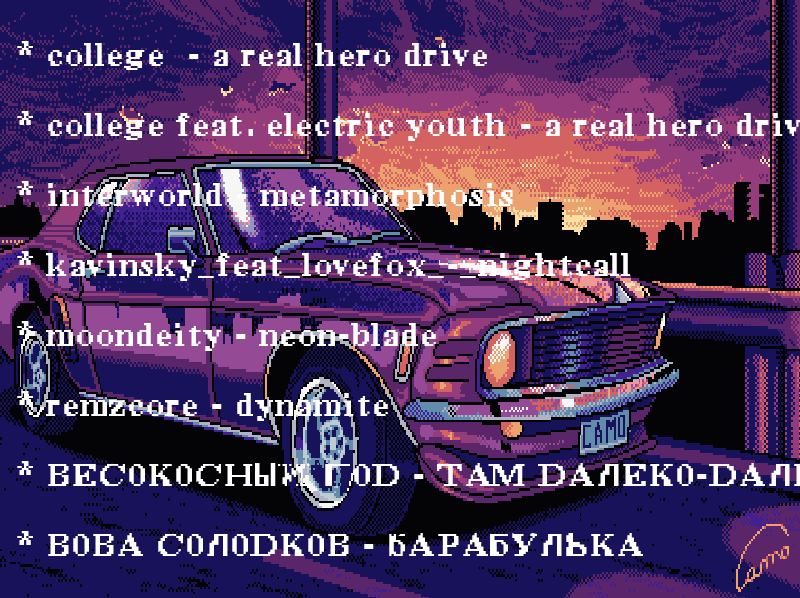 * college - a real hero drive
* college feat. electric youth - a real hero driv
* interworld - metamorphosis
* kavinsky_feat_lovefox_-_nightcall
* moondeity - neon-blade
* remzcore - dynamite
CAMO
* ВЕСОКОСНЫЙ ГОD - ТАМ DАЛЕКО-DАЛЕ
* ВОВА СОЛОDКОВ - БАРАБУЛЬКА
Camo